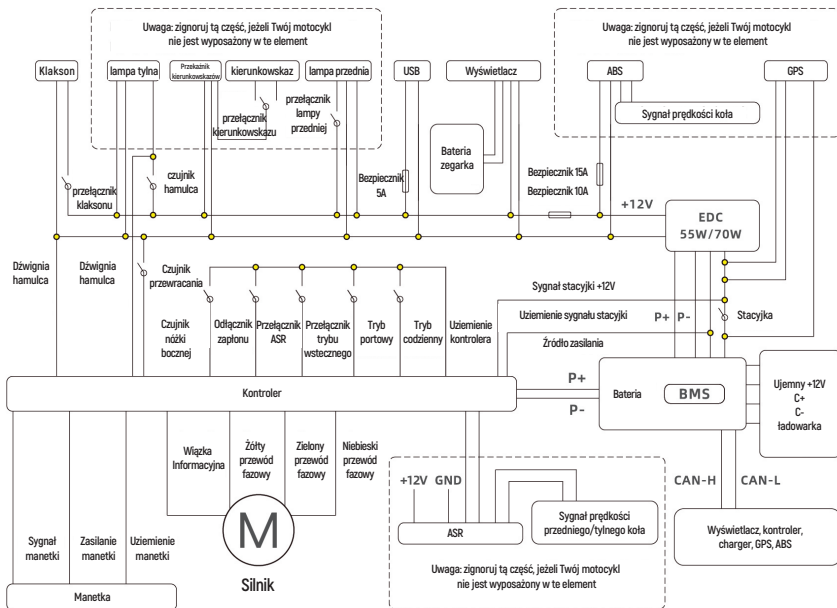 Uwaga: zignoruj tą część, jeżeli Twój motocykl
nie jest wyposażony w te element
Uwaga: zignoruj tą część, jeżeli Twój motocykl
nie jest wyposażony w te element
Klakson
lampa tylna
Przekaźnik
kierunkowskazów
kierunkowskaz
lampa przednia
USB
Wyświetlacz
ABS
GPS
przełącznik
kierunkowskazu
przełącznik
lampy
przedniej
Sygnał prędkości koła
Bateria
zegarka
czujnik
hamulca
przełącznik
klaksonu
Bezpiecznik
5A
Bezpiecznik 15A
Bezpiecznik 10A
+12V
EDC
55W/70W
Dźwignia
hamulca
Dźwignia
hamulca
Czujnik
przewracania
Czujnik
nóżki
bocznej
Odłącznik
zapłonu
Przełącznik
ASR
Przełącznik
trybu
wstecznego
Tryb
portowy
Tryb
codzienny
Uziemienie
kontrolera
Sygnał stacyjki +12V
Uziemienie sygnału stacyjki
Źródło zasilania
P+
P-
Stacyjka
Kontroler
P+
P-
Bateria
BMS
Ujemny +12V
C+
C-
ładowarka
Wiązka
Informacyjna
Żółty
przewód
fazowy
Zielony
przewód
fazowy
Niebieski
przewód
fazowy
M
Silnik
+12V
GND
ASR
Sygnał prędkości
przedniego/tylnego koła
Uwaga: zignoruj tą część, jeżeli Twój motocykl
nie jest wyposażony w te element
CAN-H
CAN-L
Wyświetlacz, kontroler,
charger, GPS, ABS
Sygnał
manetki
Zasilanie
manetki
Uziemienie
manetki
Manetka